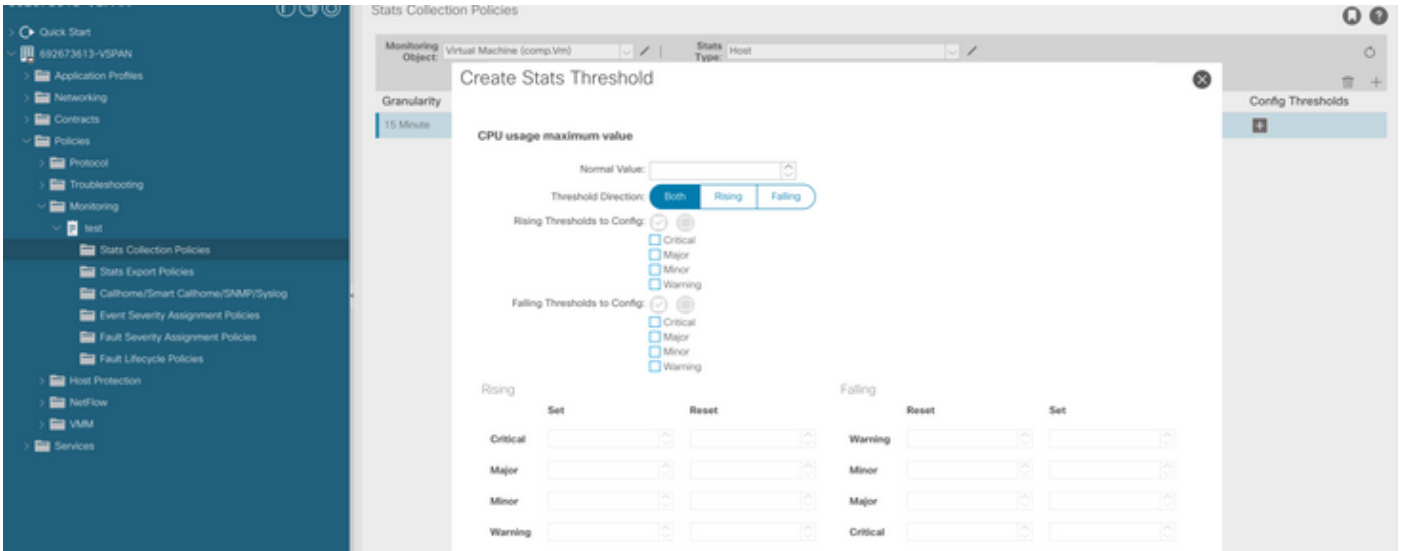 Quick Start
692673613-VSPAN
Application Profiles
Networking
Contracts
Policies
Protocol
Troubleshooting
Monitoring
test
Stats Collection Policies
Stats Export Policies
Callhome/Smart Callhome/SNMP/Syslog
Event Severity Assignment Policies
Fault Severity Assignment Policies
Fault Lifecycle Policies
Host Protection
NetFlow
VMM
Services
Stats Collection Policies
Monitoring Object: Virtual Machine (comp.Vm) Stats Type: Host
Granularity Config Thresholds
15 Minute
Create Stats Threshold
CPU usage maximum value
Normal Value:
Threshold Direction: Both Rising Falling
Rising Thresholds to Config:
Critical
Major
Minor
Warning
Falling Thresholds to Config:
Critical
Major
Minor
Warning
Rising Falling
Set Reset Reset Set
Critical Warning
Major Minor
Minor Major
Warning Critical